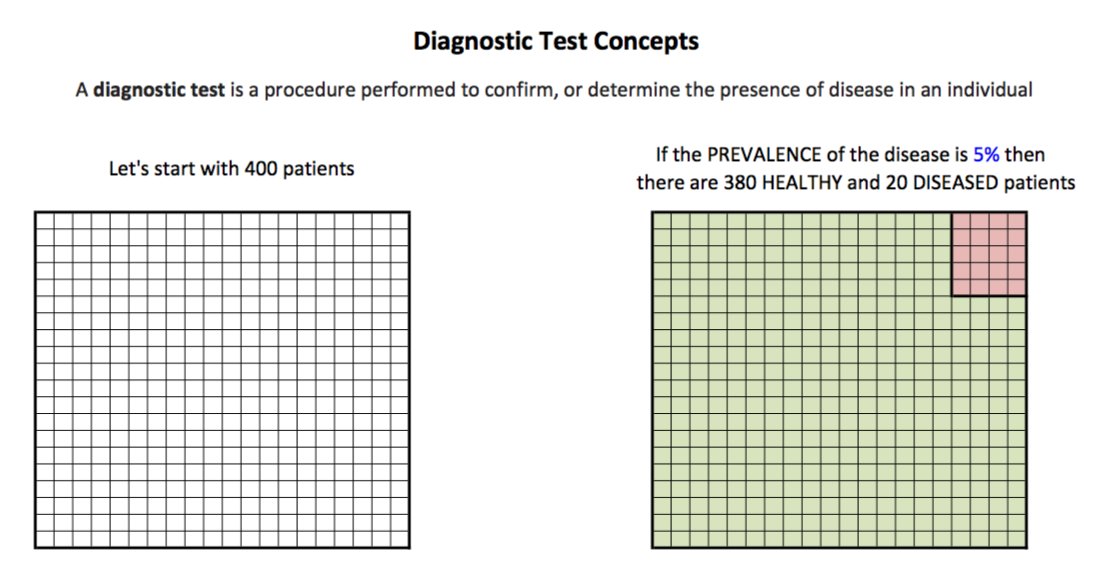 Diagnostic Test Concepts
A diagnostic test is a procedure performed to confirm, or determine the presence of disease in an individual
Let's start with 400 patients
If the PREVALENCE of the disease is 5% then
there are 380 HEALTHY and 20 DISEASED patients